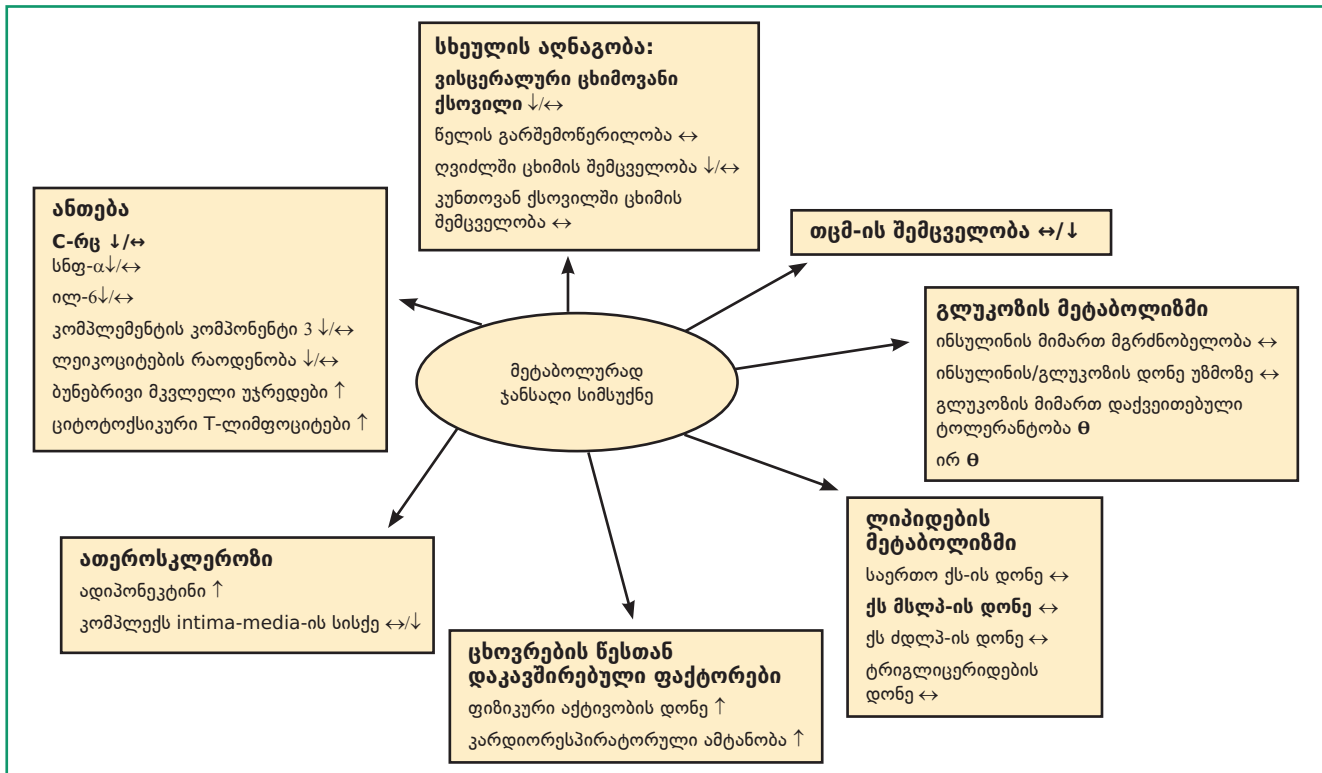 სხეულის აღნაგობა:
ვისცერალური ცხიმოვანი
ქსოვილი ↓/↔
წელის გარშემოწერილობა ↔
ღვიძლში ცხიმის შემცველობა ↓/↔
კუნთოვან ქსოვილში ცხიმის
შემცველობა ↔
ანთება
C-რც ↓/↔
სნფ-α↓/↔
ილ-6↓/↔
კომპლემენტის კომპონენტი 3 ↓/↔
ლეიკოციტების რაოდენობა ↓/↔
ბუნებრივი მკვლელი უჯრედები ↑
ციტოტოქსიკური T-ლიმფოციტები ↑
თცმ-ის შემცველობა ↔/↓
გლუკოზის მეტაბოლიზმი
ინსულინის მიმართ მგრძნობელობა ↔
ინსულინის/გლუკოზის დონე უზმოზე ↔
გლუკოზის მიმართ დაქვეითებული
ტოლერანტობა Ө
ირ Ө
მეტაბოლურად
ჯანსაღი სიმსუქნე
ათეროსკლეროზი
ადიპონექტინი ↑
კომპლექს intima-media-ის სისქე ↔/↓
ცხოვრების წესთან
დაკავშირებული ფაქტორები
ფიზიკური აქტივობის დონე ↑
კარდიორესპირატორული ამტანობა ↑
ლიპიდების
მეტაბოლიზმი
საერთო ქს-ის დონე ↔
ქს მსლპ-ის დონე ↔
ქს ძდლპ-ის დონე ↔
ტრიგლიცერიდების
დონე ↔